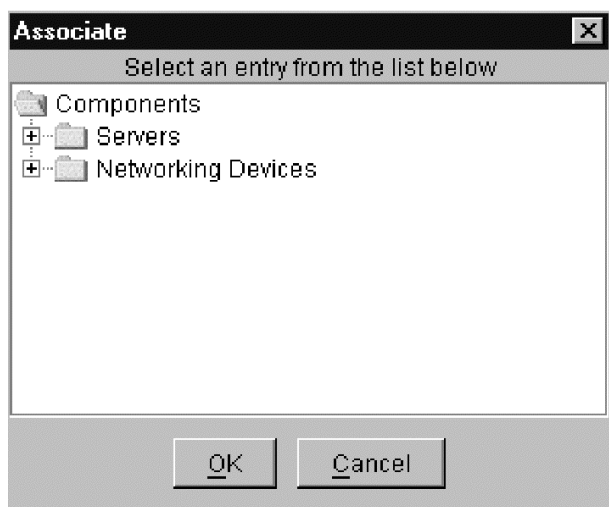 Associate
Select an entry from the list below
Components
Servers
Networking Devices
OK
Cancel